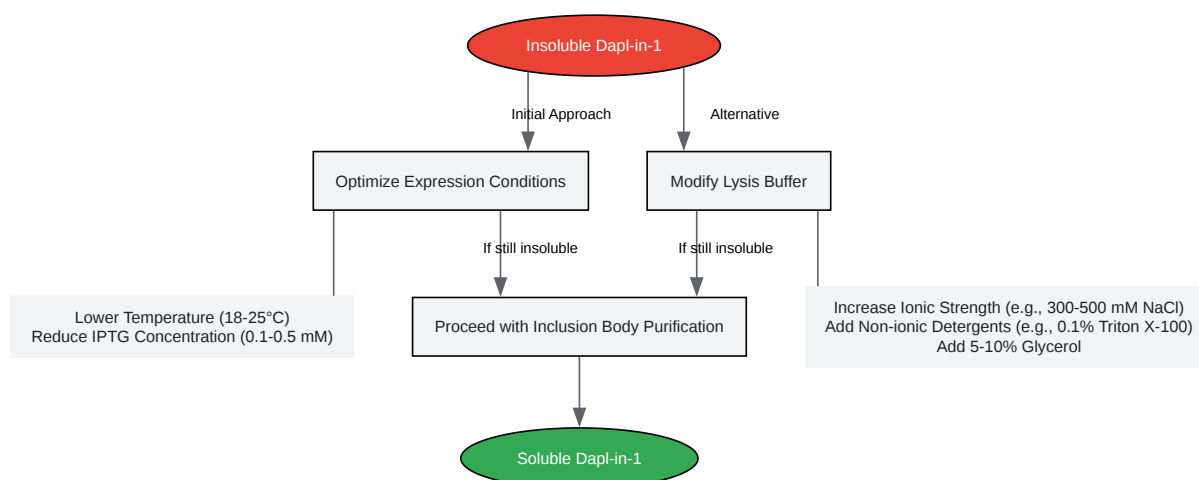 Insoluble Dapl-in-1
Initial Approach
Alternative
Optimize Expression Conditions
Modify Lysis Buffer
If still insoluble
If still insoluble
Lower Temperature (18-25°C)
Reduce IPTG Concentration (0.1-0.5 mM)
Proceed with Inclusion Body Purification
Increase Ionic Strength (e.g., 300-500 mM NaCl)
Add Non-ionic Detergents (e.g., 0.1% Triton X-100)
Add 5-10% Glycerol
Soluble Dapl-in-1